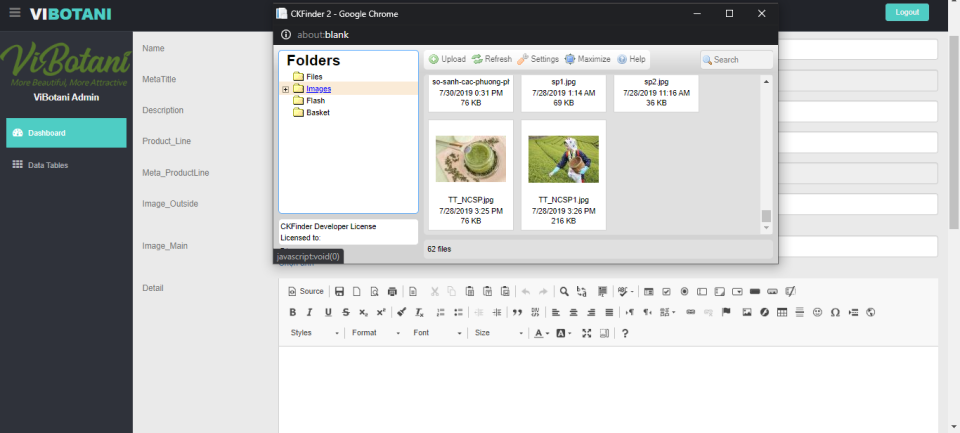 VIBOTANI
Logout
CKFinder 2 - Google Chrome
about:blank
ViBotani
More Beautiful, More Attractive
ViBotani Admin
Dashboard
Data Tables
Name
MetaTitle
Description
Product_Line
Meta_ProductLine
Image_Outside
Image_Main
Detail
Folders
Files
Images
Flash
Basket
CKFinder Developer License
Licensed to:
javascript:void(0)
Upload Refresh Settings Maximize Help Search
so-sanh-cac-phuong-pl
7/30/2019 0:31 PM
76 KB
sp1.jpg
7/28/2019 1:14 AM
69 KB
sp2.jpg
7/28/2019 11:16 AM
36 KB
TT_NCSP.jpg
7/28/2019 3:25 PM
76 KB
TT_NCSP1.jpg
7/28/2019 3:26 PM
216 KB
62 files
Source
Styles Format Font Size